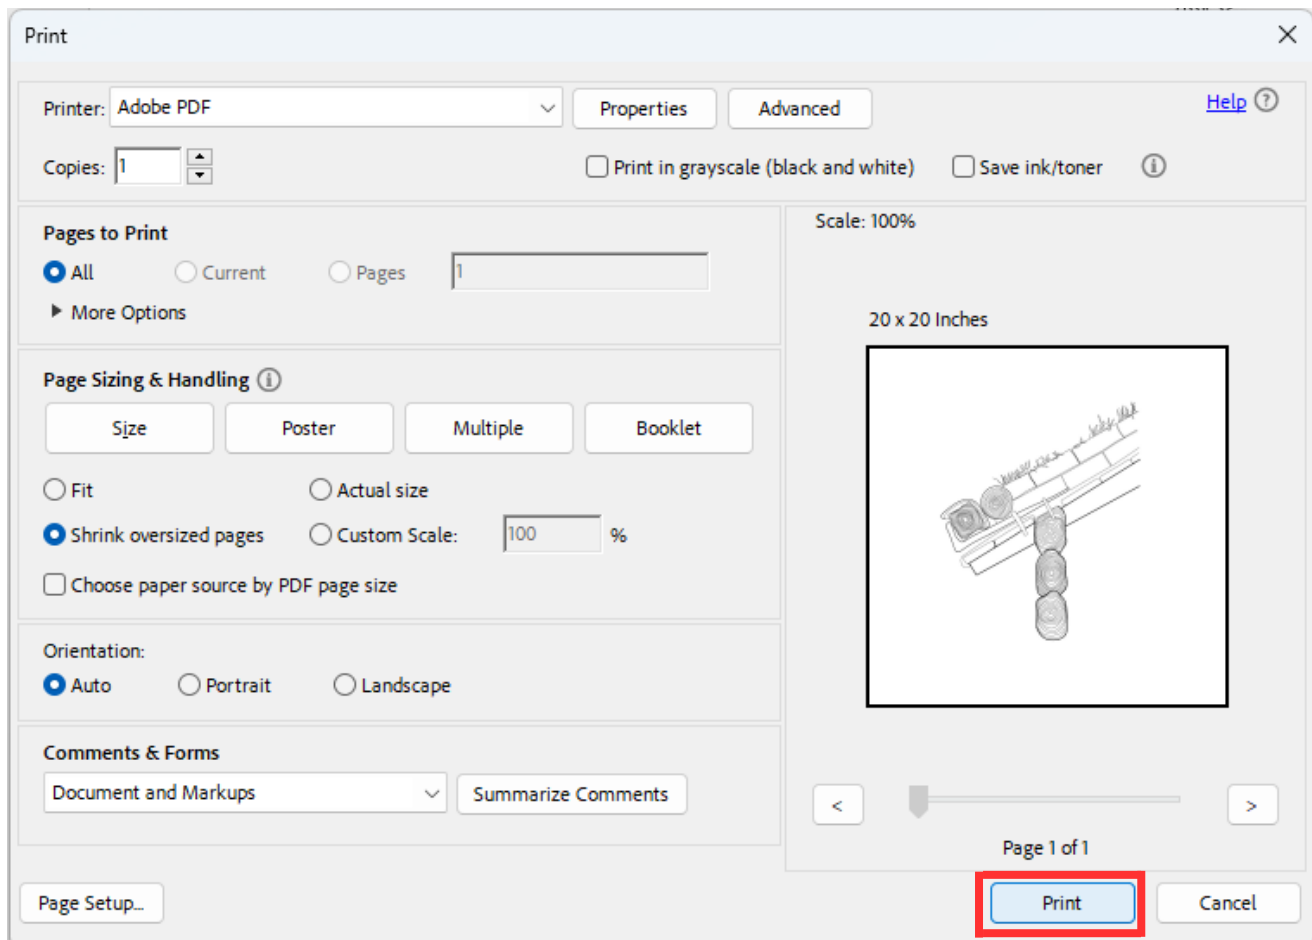 Print
Printer: Adobe PDF Properties Advanced Help
Copies: 1 Print in grayscale (black and white) Save ink/toner
Pages to Print
All Current Pages 1
More Options
Page Sizing & Handling
Size Poster Multiple Booklet
Fit Actual size
Shrink oversized pages Custom Scale: 100 %
Choose paper source by PDF page size
Orientation:
Auto Portrait Landscape
Comments & Forms
Document and Markups Summarize Comments
Scale: 100%
20 x 20 Inches
< >
Page 1 of 1
Page Setup... Print Cancel